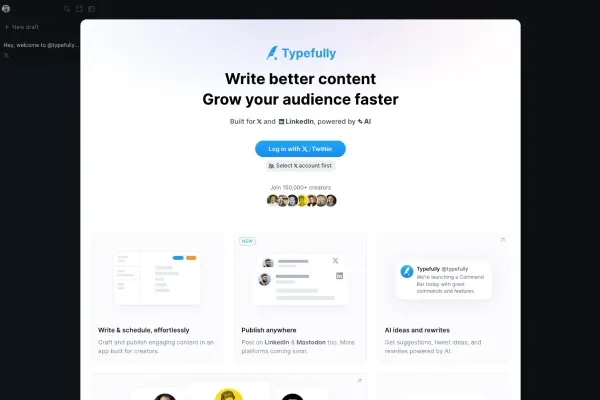 New draft
Hey, welcome to @typefully...
Typefully
Write better content
Grow your audience faster
Built for X and LinkedIn, powered by AI
Log in with X / Twitter
Select X account first
Join 150,000+ creators
Write & schedule, effortlessly
Craft and publish engaging content in an
app built for creators.
NEW
Publish anywhere
Post on LinkedIn & Mastodon too. More
platforms coming soon.
Typefully @typefully
We're launching a Command
Bar today with great
commands and features.
AI ideas and rewrites
Get suggestions, tweet ideas, and
rewrites powered by AI.